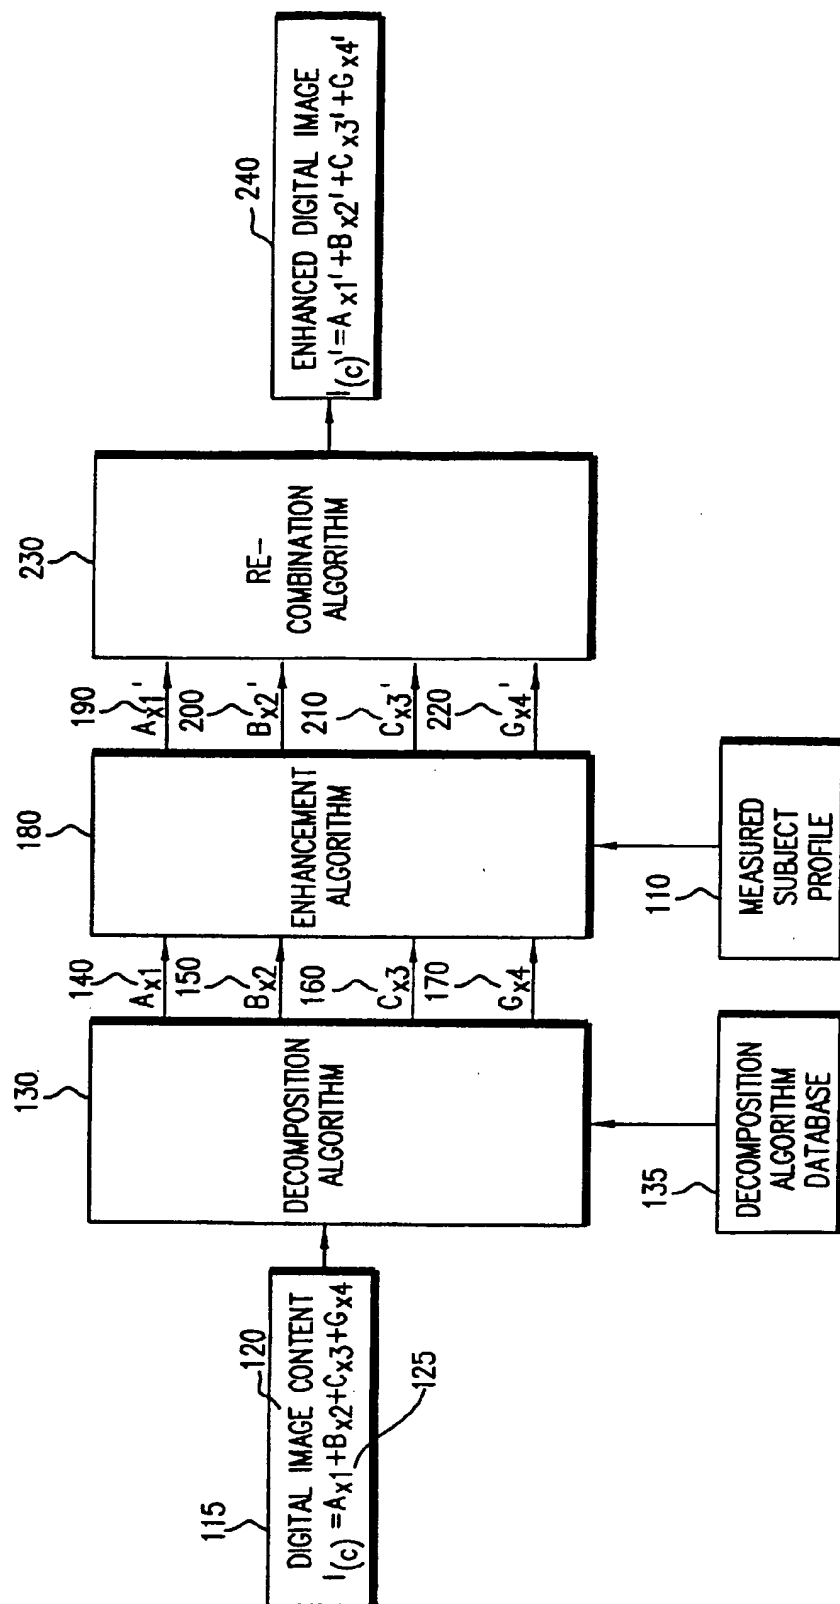 115
120
DIGITAL IMAGE CONTENT
I(c) =Ax1+Bx2+Cx3+Gx4
125
130
DECOMPOSITION
ALGORITHM
135
DECOMPOSITION
ALGORITHM
DATABASE
140
Ax1
150
Bx2
160
Cx3
170
Gx4
180
ENHANCEMENT
ALGORITHM
110
MEASURED
SUBJECT
PROFILE
190
Ax1'
200
Bx2'
210
Cx3'
220
Gx4'
230
RE-
COMBINATION
ALGORITHM
240
ENHANCED DIGITAL IMAGE
I(c)'=Ax1'+Bx2'+Cx3'+Gx4'